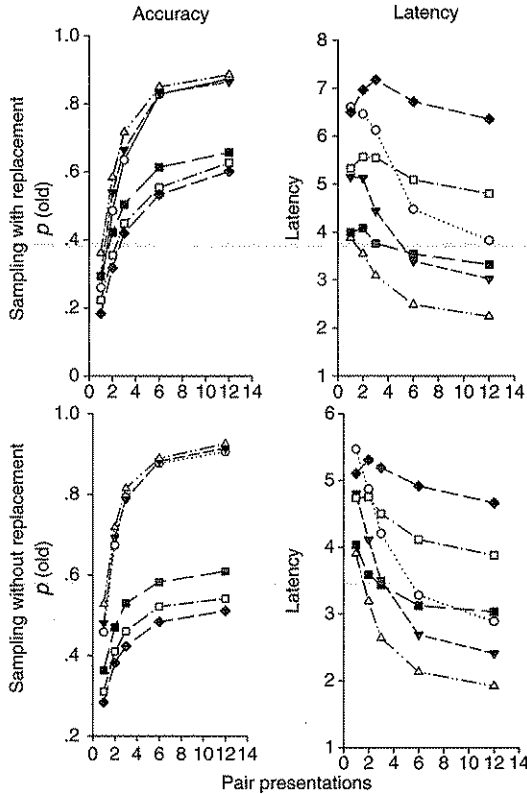 Accuracy
Latency
Sampling with replacement
p (old)
1.0
.8
.6
.4
.2
0
0 2 4 6 8 10 12 14
Latency
8
7
6
5
4
3
2
1
0 2 4 6 8 10 12 14
Sampling without replacement
p (old)
1.0
.8
.6
.4
.2
0 2 4 6 8 10 12 14
Latency
6
5
4
3
2
1
0 2 4 6 8 10 12 14
Pair presentations